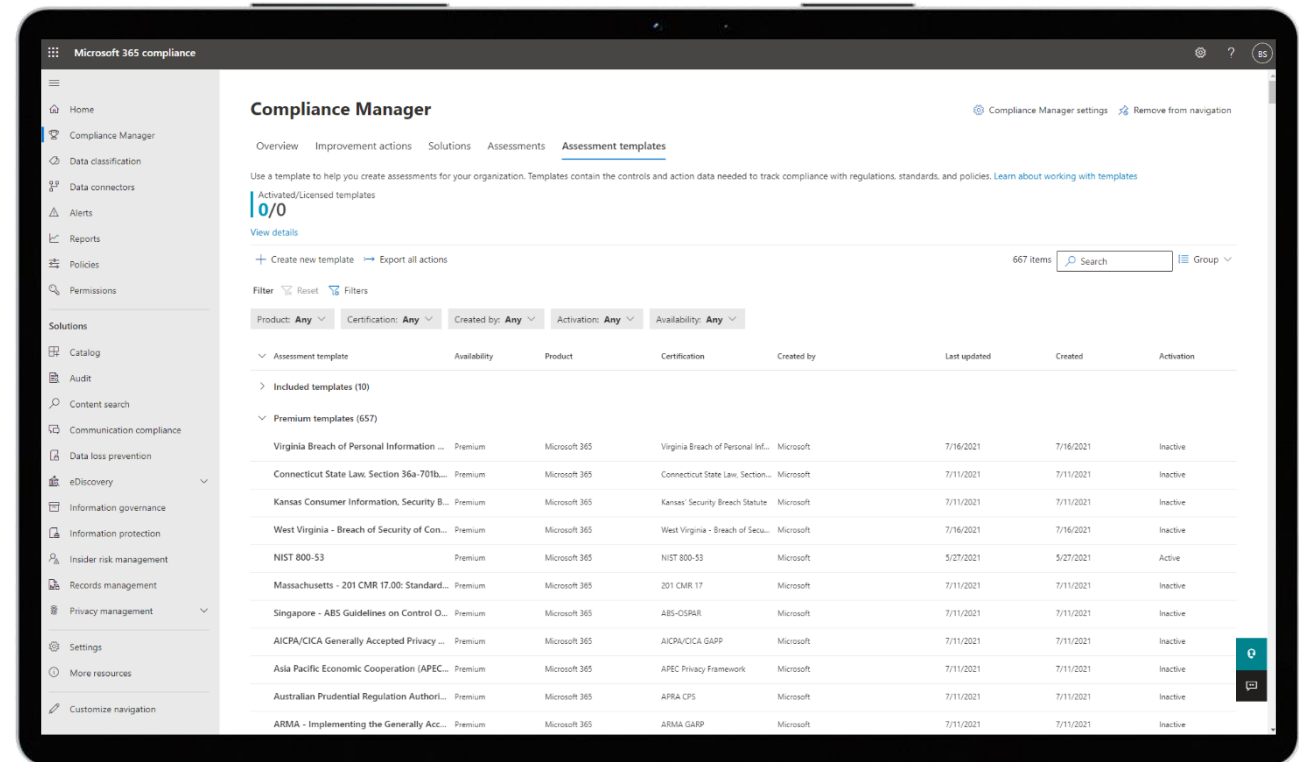 Microsoft 365 compliance
? BS
Home
Compliance Manager
Data classification
Data connectors
Alerts
Reports
Policies
Permissions
Solutions
Catalog
Audit
Content search
Communication compliance
Data loss prevention
eDiscovery
Information governance
Information protection
Insider risk management
Records management
Privacy management
Settings
More resources
Customize navigation
Compliance Manager
Compliance Manager settings Remove from navigation
Overview Improvement actions Solutions Assessments Assessment templates
Use a template to help you create assessments for your organization. Templates contain the controls and action data needed to track compliance with regulations, standards, and policies. Learn about working with templates
Activated/Licensed templates
0/0
View details
+ Create new template Export all actions 667 items Search Group
Filter Reset Filters
Product: Any Certification: Any Created by: Any Activation: Any Availability: Any
Assessment template Availability Product Certification Created by Last updated Created Activation
Included templates (10)
Premium templates (657)
Virginia Breach of Personal Information ... Premium Microsoft 365 Virginia Breach of Personal Inf... Microsoft 7/16/2021 7/16/2021 Inactive
Connecticut State Law, Section 36a-701b,... Premium Microsoft 365 Connecticut State Law, Section... Microsoft 7/11/2021 7/11/2021 Inactive
Kansas Consumer Information, Security B... Premium Microsoft 365 Kansas' Security Breach Statute Microsoft 7/11/2021 7/11/2021 Inactive
West Virginia - Breach of Security of Con... Premium Microsoft 365 West Virginia - Breach of Secu... Microsoft 7/16/2021 7/16/2021 Inactive
NIST 800-53 Premium Microsoft 365 NIST 800-53 Microsoft 5/27/2021 5/27/2021 Active
Massachusetts - 201 CMR 17.00: Standard... Premium Microsoft 365 201 CMR 17 Microsoft 7/11/2021 7/11/2021 Inactive
Singapore - ABS Guidelines on Control O... Premium Microsoft 365 ABS-OSPAR Microsoft 7/11/2021 7/11/2021 Inactive
AICPA/CICA Generally Accepted Privacy ... Premium Microsoft 365 AICPA/CICA GAPP Microsoft 7/11/2021 7/11/2021 Inactive
Asia Pacific Economic Cooperation (APEC... Premium Microsoft 365 APEC Privacy Framework Microsoft 7/11/2021 7/11/2021 Inactive
Australian Prudential Regulation Authori... Premium Microsoft 365 APRA CPS Microsoft 7/11/2021 7/11/2021 Inactive
ARMA - Implementing the Generally Acc... Premium Microsoft 365 ARMA GARP Microsoft 7/11/2021 7/11/2021 Inactive